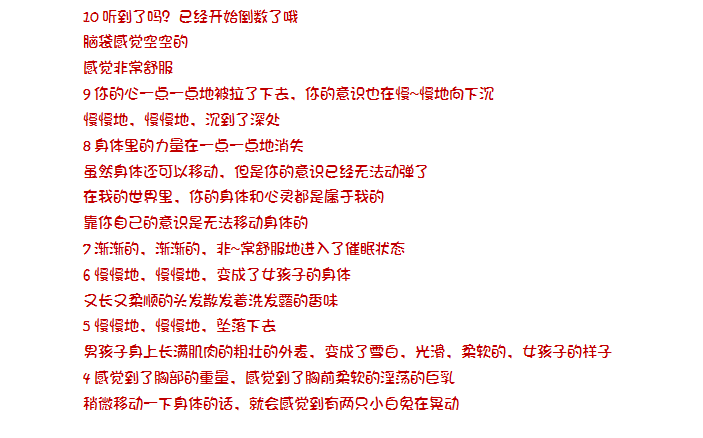 10 听到了吗？已经开始倒数了哦
脑袋感觉空空的
感觉非常舒服
9 你的心一点一点地被拉了下去，你的意识也在慢~慢地向下沉
慢慢地，慢慢地，沉到了深处
8 身体里的力量在一点一点地消失
虽然身体还可以移动，但是你的意识已经无法动弹了
在我的世界里，你的身体和心灵都是属于我的
靠你自己的意识是无法移动身体的
7 渐渐的，渐渐的，非~常舒服地进入了催眠状态
6 慢慢地，慢慢地，变成了女孩子的身体
又长又柔顺的头发散发着洗发露的香味
5 慢慢地，慢慢地，坠落下去
男孩子身上长满肌肉的粗壮的外表，变成了雪白，光滑，柔软的，女孩子的样子
4 感觉到了胸部的重量，感觉到了胸前柔软的淫荡的巨乳
稍微移动一下身体的话，就会感觉到有两只小白兔在晃动